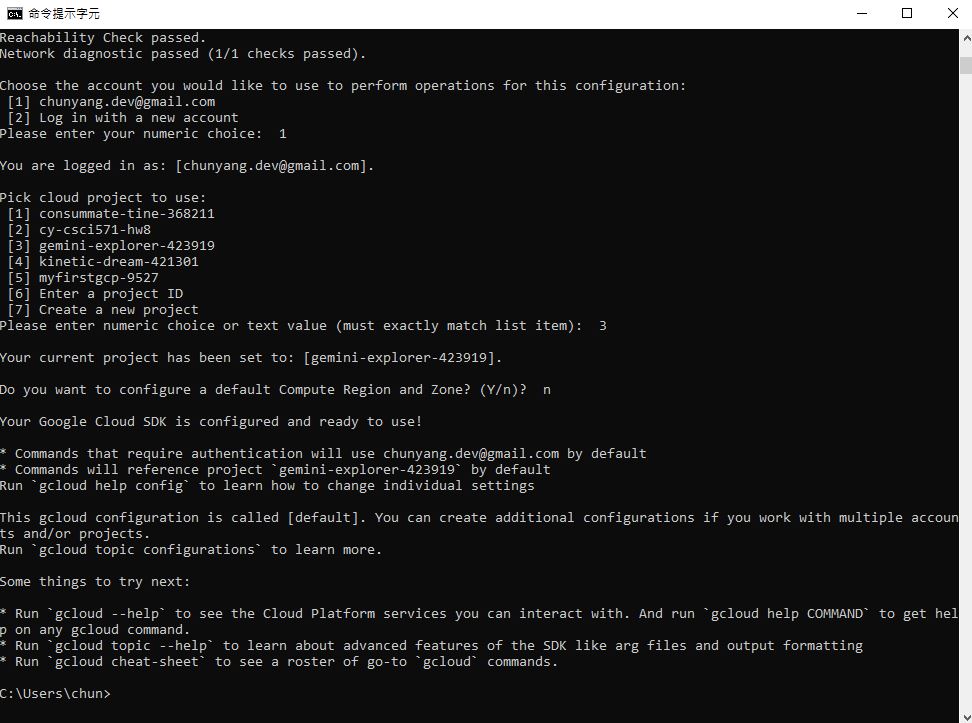 命令提示字元
Reachability Check passed.
Network diagnostic passed (1/1 checks passed).
Choose the account you would like to use to perform operations for this configuration:
[1] chunyang.dev@gmail.com
[2] Log in with a new account
Please enter your numeric choice:  1
You are logged in as: [chunyang.dev@gmail.com].
Pick cloud project to use:
[1] consummate-tine-368211
[2] cy-csci571-hw8
[3] gemini-explorer-423919
[4] kinetic-dream-421301
[5] myfirstgcp-9527
[6] Enter a project ID
[7] Create a new project
Please enter numeric choice or text value (must exactly match list item):  3
Your current project has been set to: [gemini-explorer-423919].
Do you want to configure a default Compute Region and Zone? (Y/n)?  n
Your Google Cloud SDK is configured and ready to use!
* Commands that require authentication will use chunyang.dev@gmail.com by default
* Commands will reference project `gemini-explorer-423919` by default
Run `gcloud help config` to learn how to change individual settings
This gcloud configuration is called [default]. You can create additional configurations if you work with multiple accoun
ts and/or projects.
Run `gcloud topic configurations` to learn more.
Some things to try next:
* Run `gcloud --help` to see the Cloud Platform services you can interact with. And run `gcloud help COMMAND` to get hel
p on any gcloud command.
* Run `gcloud topic --help` to learn about advanced features of the SDK like arg files and output formatting
* Run `gcloud cheat-sheet` to see a roster of go-to `gcloud` commands.
C:\Users\chun>